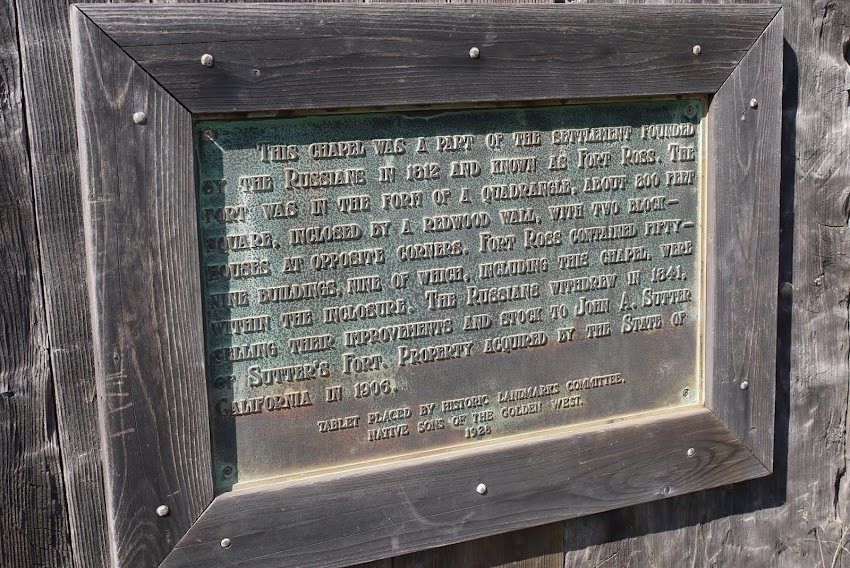 THIS CHAPEL WAS A PART OF THE SETTLEMENT FOUNDED
BY THE RUSSIANS IN 1812 AND KNOWN AS FORT ROSS. THE
FORT WAS IN THE FORM OF A QUADRANGLE, ABOUT 300 FEET
SQUARE, INCLOSED BY A REDWOOD WALL, WITH TWO BLOCK-
HOUSES AT OPPOSITE CORNERS. FORT ROSS CONTAINED FIFTY-
NINE BUILDINGS, NINE OF WHICH, INCLUDING THIS CHAPEL, WERE
WITHIN THE INCLOSURE. THE RUSSIANS WITHDREW IN 1841,
SELLING THEIR IMPROVEMENTS AND STOCK TO JOHN A. SUTTER
OF SUTTER'S FORT. PROPERTY ACQUIRED BY THE STATE OF
CALIFORNIA IN 1906.
TABLET PLACED BY HISTORIC LANDMARKS COMMITTEE,
NATIVE SONS OF THE GOLDEN WEST.
1928